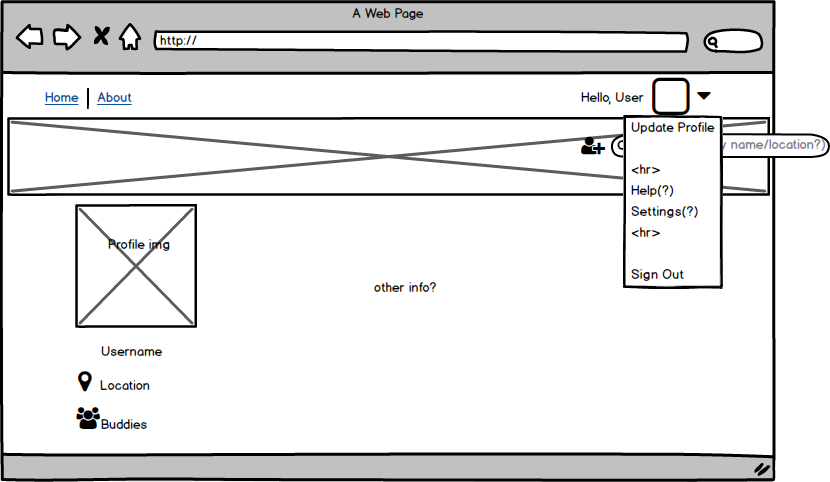 A Web Page
http://
Home | About
Hello, User
Update Profile
name/location?)
<hr>
Help(?)
Settings(?)
<hr>
Sign Out
Profile img
other info?
Username
Location
Buddies